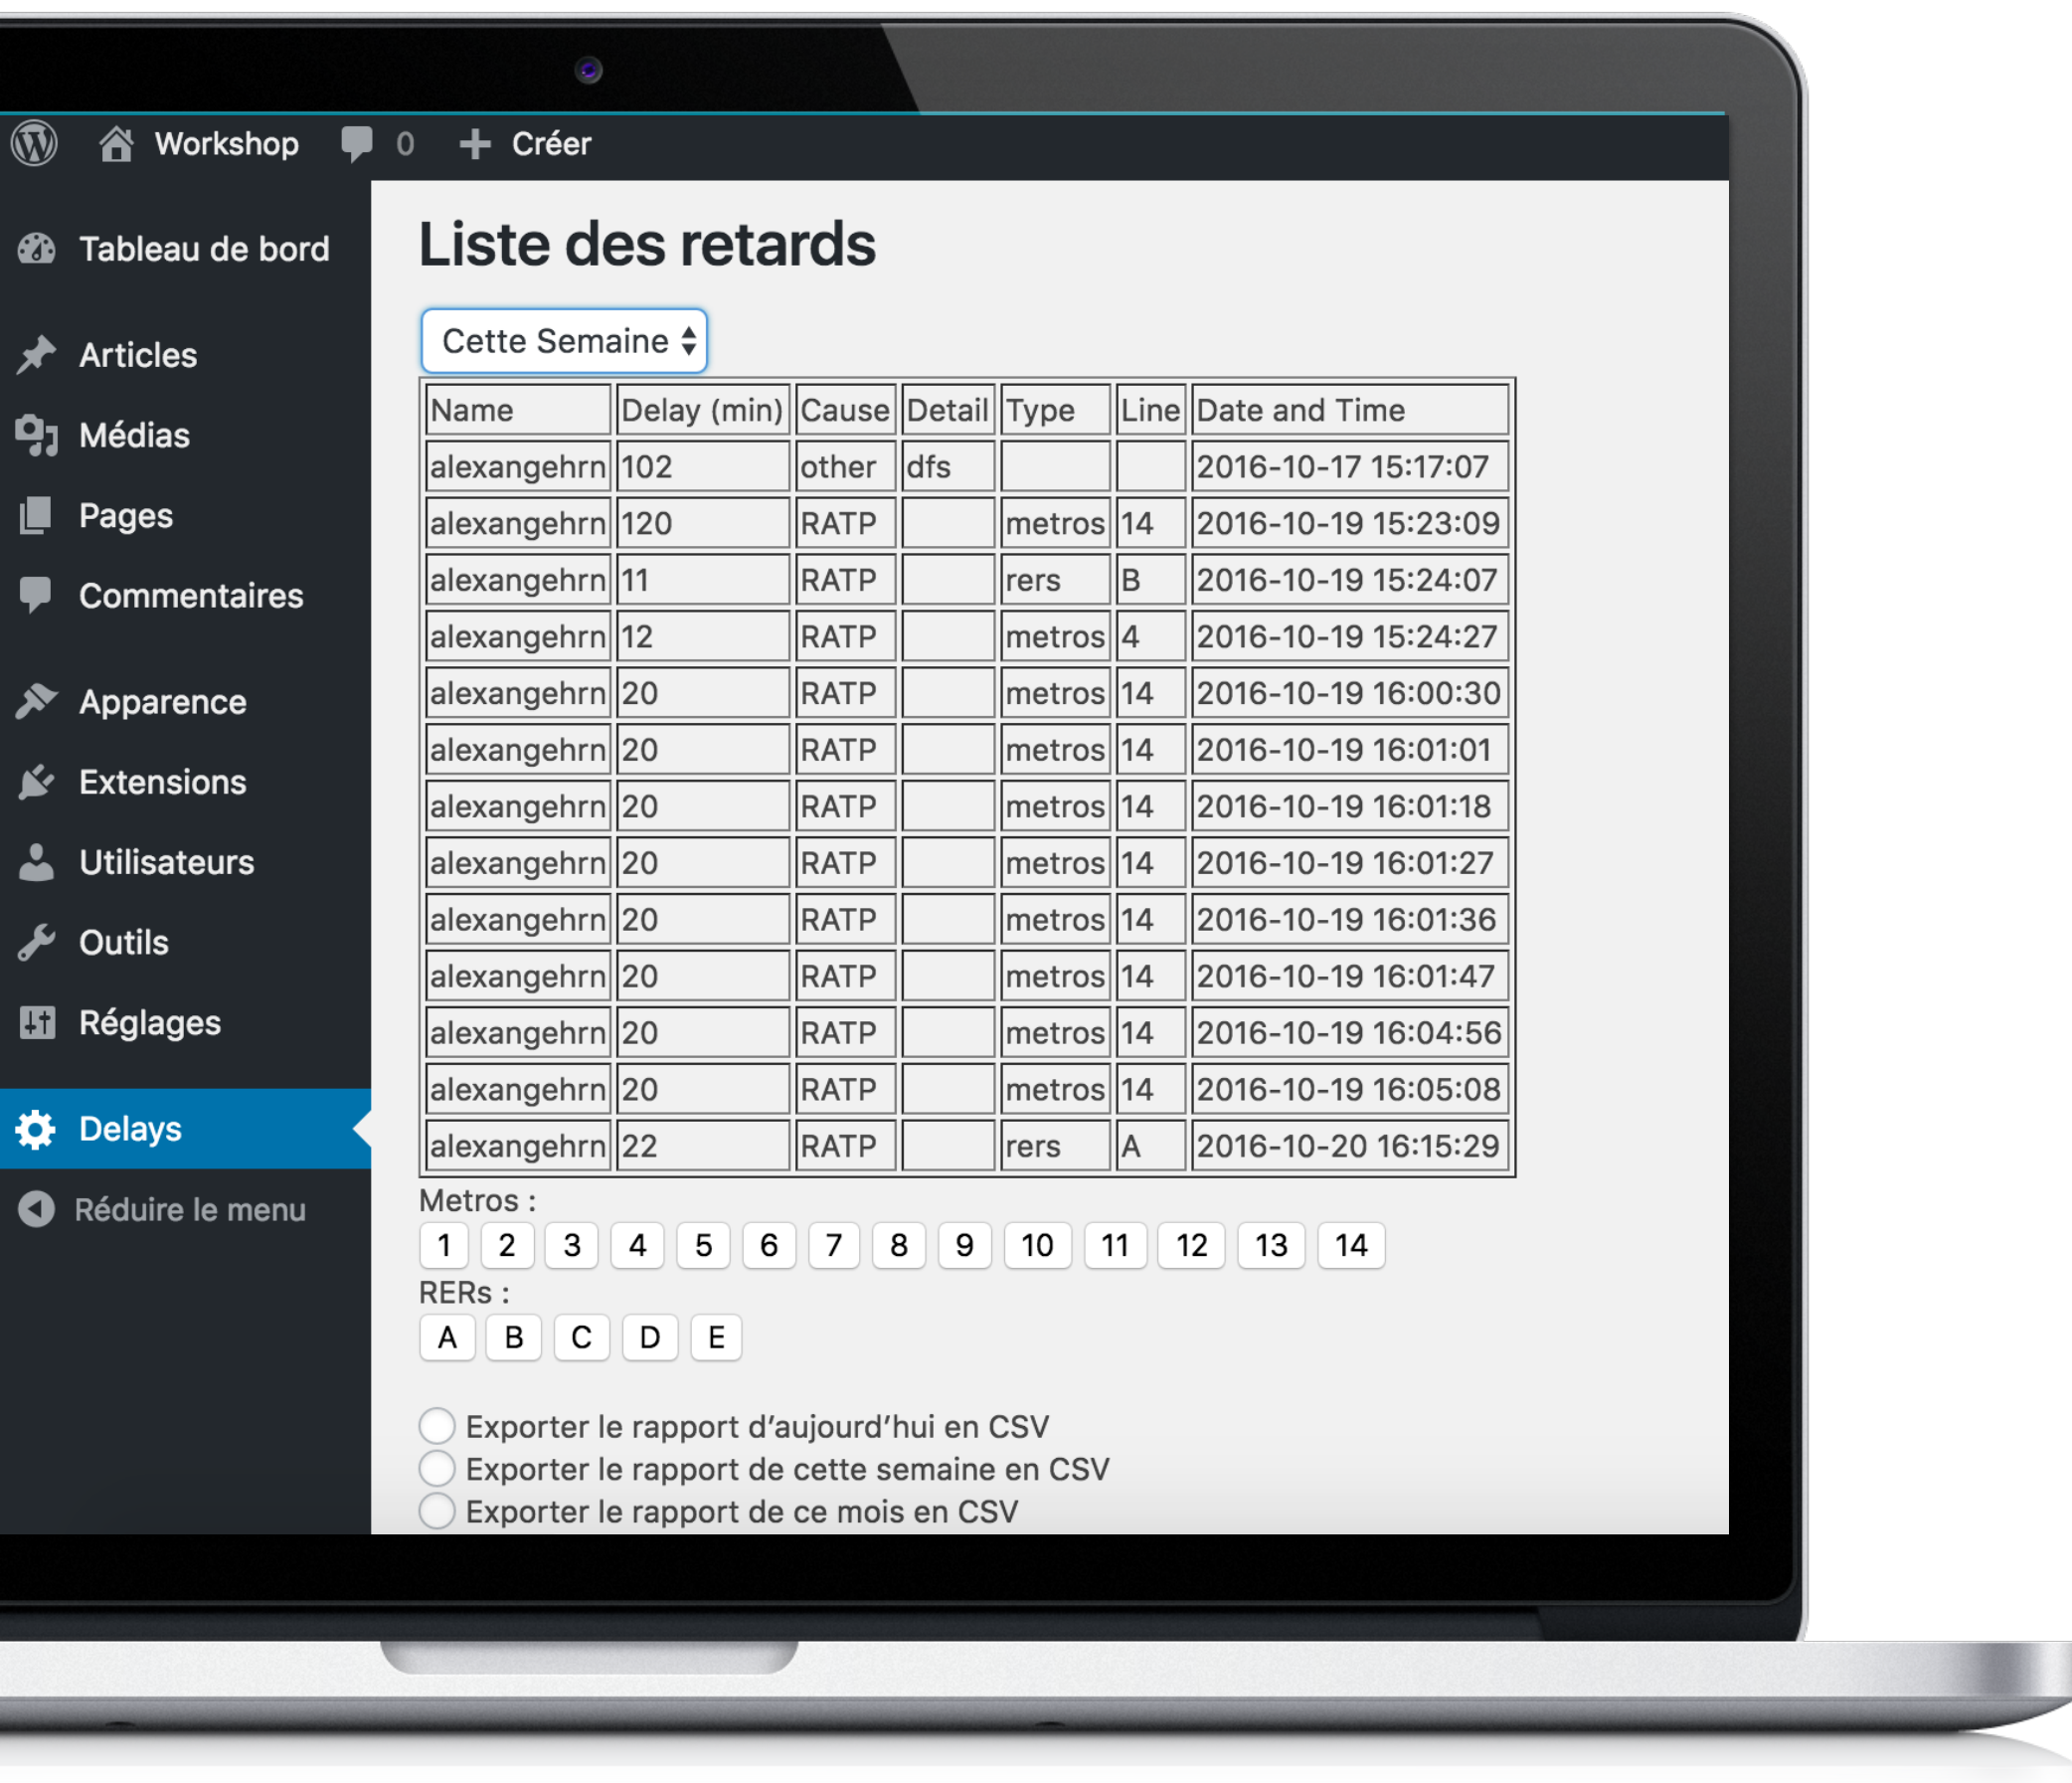 Workshop 0 Créer
Tableau de bord
Articles
Médias
Pages
Commentaires
Apparence
Extensions
Utilisateurs
Outils
Réglages
Delays
Réduire le menu
Liste des retards
Cette Semaine
Name Delay (min) Cause Detail Type Line Date and Time
alexangehrn 102 other dfs 2016-10-17 15:17:07
alexangehrn 120 RATP metros 14 2016-10-19 15:23:09
alexangehrn 11 RATP rers B 2016-10-19 15:24:07
alexangehrn 12 RATP metros 4 2016-10-19 15:24:27
alexangehrn 20 RATP metros 14 2016-10-19 16:00:30
alexangehrn 20 RATP metros 14 2016-10-19 16:01:01
alexangehrn 20 RATP metros 14 2016-10-19 16:01:18
alexangehrn 20 RATP metros 14 2016-10-19 16:01:27
alexangehrn 20 RATP metros 14 2016-10-19 16:01:36
alexangehrn 20 RATP metros 14 2016-10-19 16:01:47
alexangehrn 20 RATP metros 14 2016-10-19 16:04:56
alexangehrn 20 RATP metros 14 2016-10-19 16:05:08
alexangehrn 22 RATP rers A 2016-10-20 16:15:29
Metros :
1 2 3 4 5 6 7 8 9 10 11 12 13 14
RERs :
A B C D E
Exporter le rapport d'aujourd'hui en CSV
Exporter le rapport de cette semaine en CSV
Exporter le rapport de ce mois en CSV